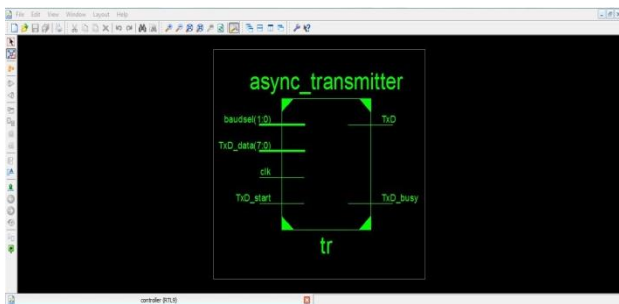 File Edit View Window Layout Help
async_transmitter
baudsel(1:0)
TxD
TxD_data(7:0)
clk
TxD_start
TxD_busy
tr
controller (RTL9)